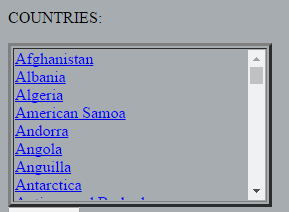 COUNTRIES:
Afghanistan
Albania
Algeria
American Samoa
Andorra
Angola
Anguilla
Antarctica